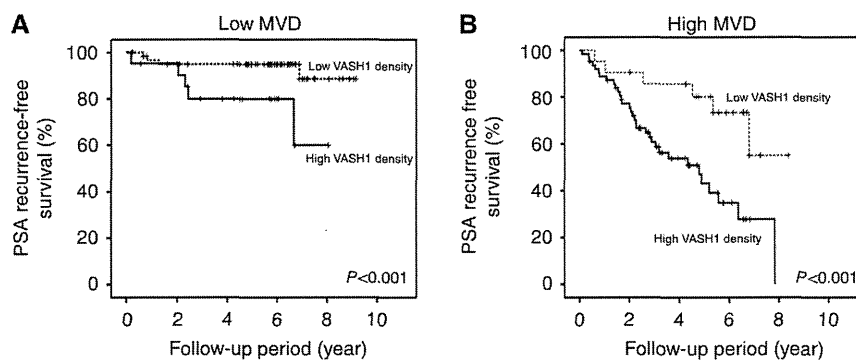 A
Low MVD
PSA recurrence-free
survival (%)
100
80
60
40
20
0
Low VASH1 density
High VASH1 density
P<0.001
0 2 4 6 8 10
Follow-up period (year)
B
High MVD
PSA recurrence free
survival (%)
100
80
60
40
20
0
Low VASH1 density
High VASH1 density
P<0.001
0 2 4 6 8 10
Follow-up period (year)